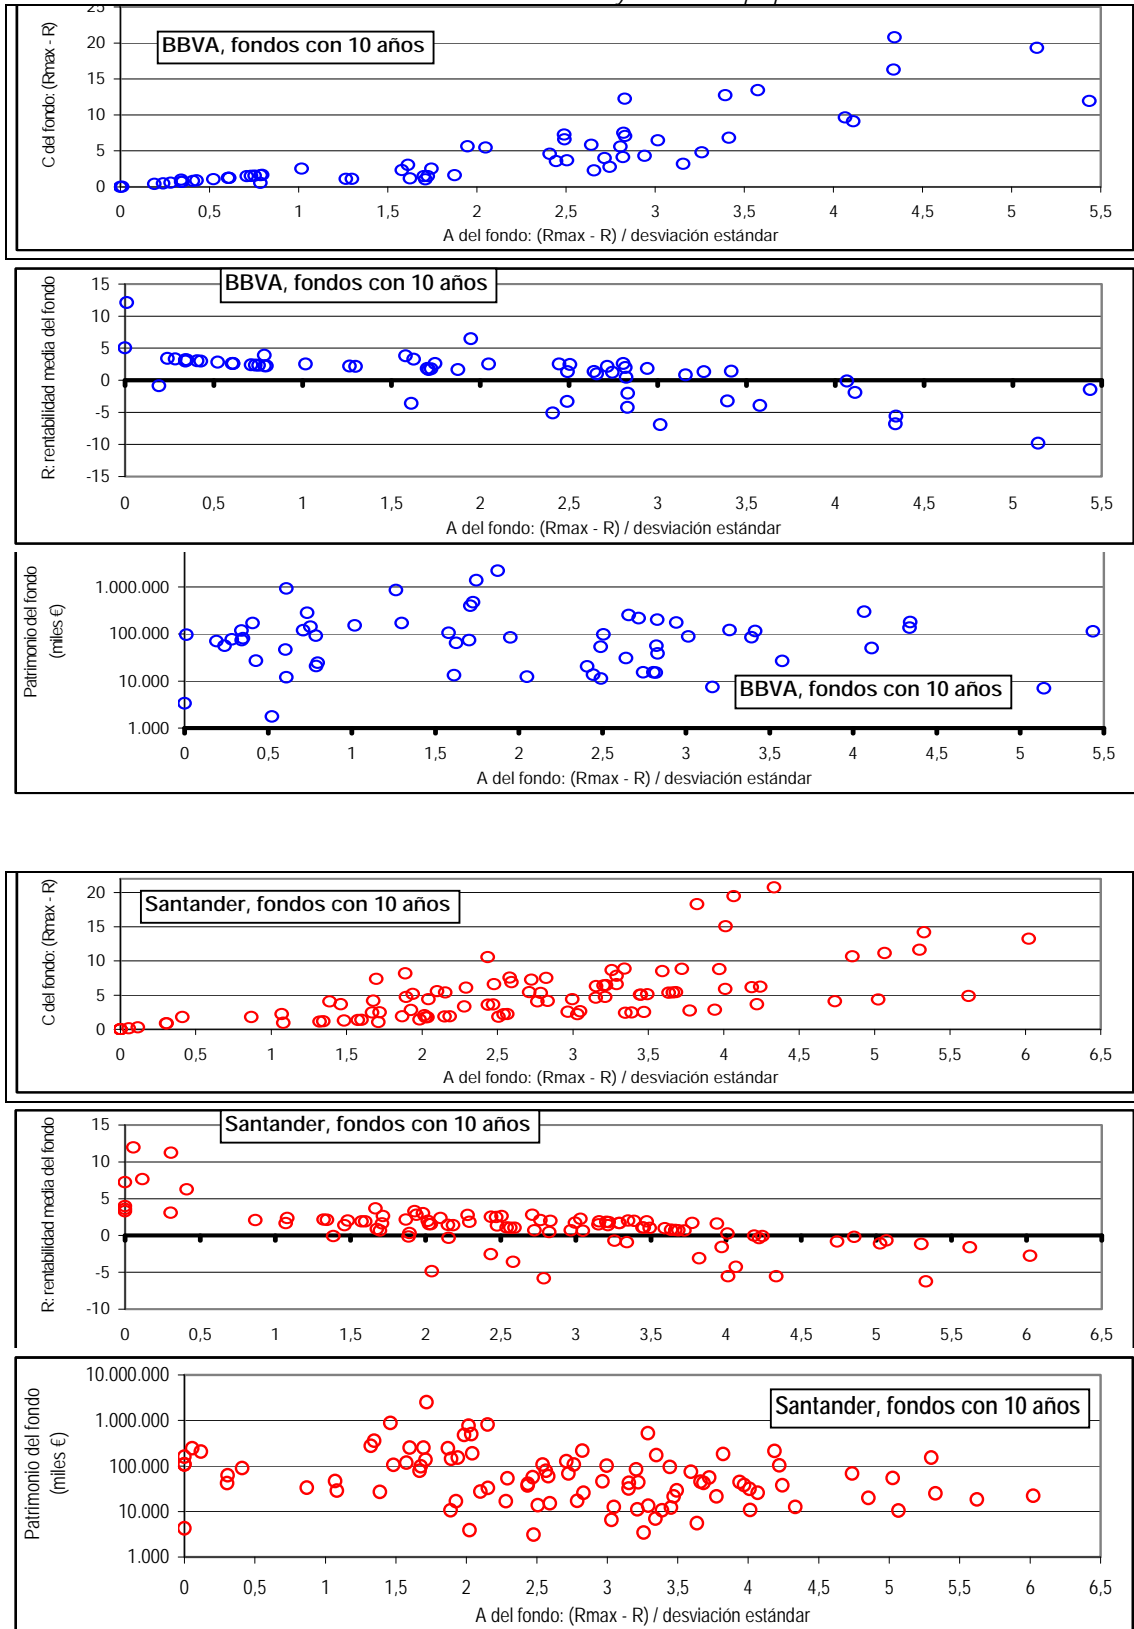 BBVA, fondos con 10 años
C del fondo: (Rmax - R)
25
20
15
10
5
0
0 0,5 1 1,5 2 2,5 3 3,5 4 4,5 5 5,5
A del fondo: (Rmax - R) / desviación estándar
BBVA, fondos con 10 años
R: rentabilidad media del fondo
15
10
5
0
-5
-10
-15
0 0,5 1 1,5 2 2,5 3 3,5 4 4,5 5 5,5
A del fondo: (Rmax - R) / desviación estándar
Patrimonio del fondo
(miles €)
1.000.000
100.000
10.000
1.000
BBVA, fondos con 10 años
0 0,5 1 1,5 2 2,5 3 3,5 4 4,5 5 5,5
A del fondo: (Rmax - R) / desviación estándar
Santander, fondos con 10 años
C del fondo: (Rmax - R)
20
15
10
5
0
0 0,5 1 1,5 2 2,5 3 3,5 4 4,5 5 5,5 6 6,5
A del fondo: (Rmax - R) / desviación estándar
Santander, fondos con 10 años
R: rentabilidad media del fondo
15
10
5
0
-5
-10
0 0,5 1 1,5 2 2,5 3 3,5 4 4,5 5 5,5 6 6,5
Patrimonio del fondo
(miles €)
10.000.000
1.000.000
100.000
10.000
1.000
Santander, fondos con 10 años
0 0,5 1 1,5 2 2,5 3 3,5 4 4,5 5 5,5 6 6,5
A del fondo: (Rmax - R) / desviación estándar